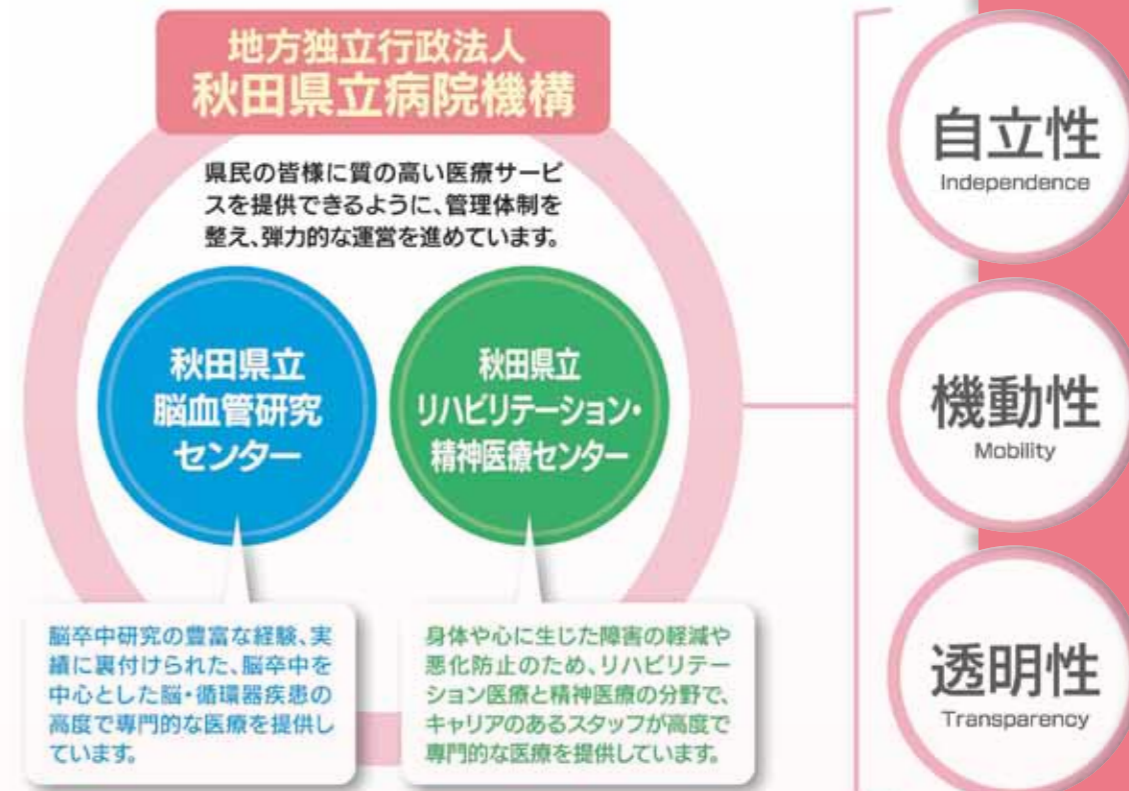 地方独立行政法人
秋田県立病院機構
県民の皆様に質の高い医療サービ
スを提供できるように、管理体制を
整え、弾力的な運営を進めています。
秋田県立
脳血管研究
センター
秋田県立
リハビリテーション・
精神医療センター
脳卒中研究の豊富な経験、実
績に裏付けられた、脳卒中を
中心とした脳・循環器疾患の
高度で専門的な医療を提供し
ています。
身体や心に生じた障害の軽減や
悪化防止のため、リハビリテー
ション医療と精神医療の分野で、
キャリアのあるスタッフが高度で
専門的な医療を提供しています。
自立性
Independence
機動性
Mobility
透明性
Transparency